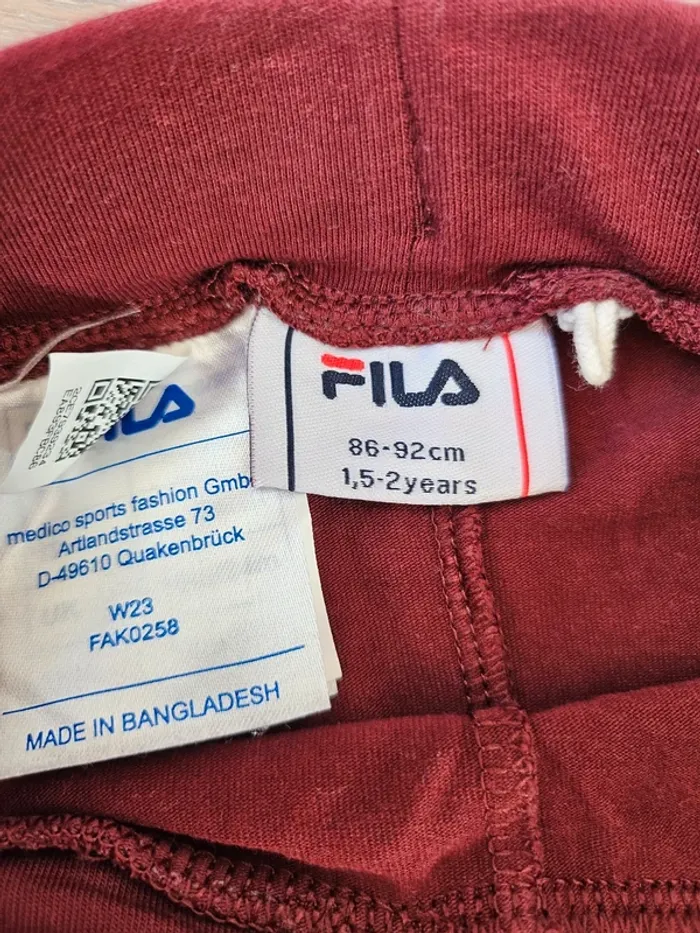 FILA
86-92cm
1,5-2years
medico sports fashion Gmb
Artlandstrasse 73
D-49610 Quakenbrück
W23
FAK0258
MADE IN BANGLADESH